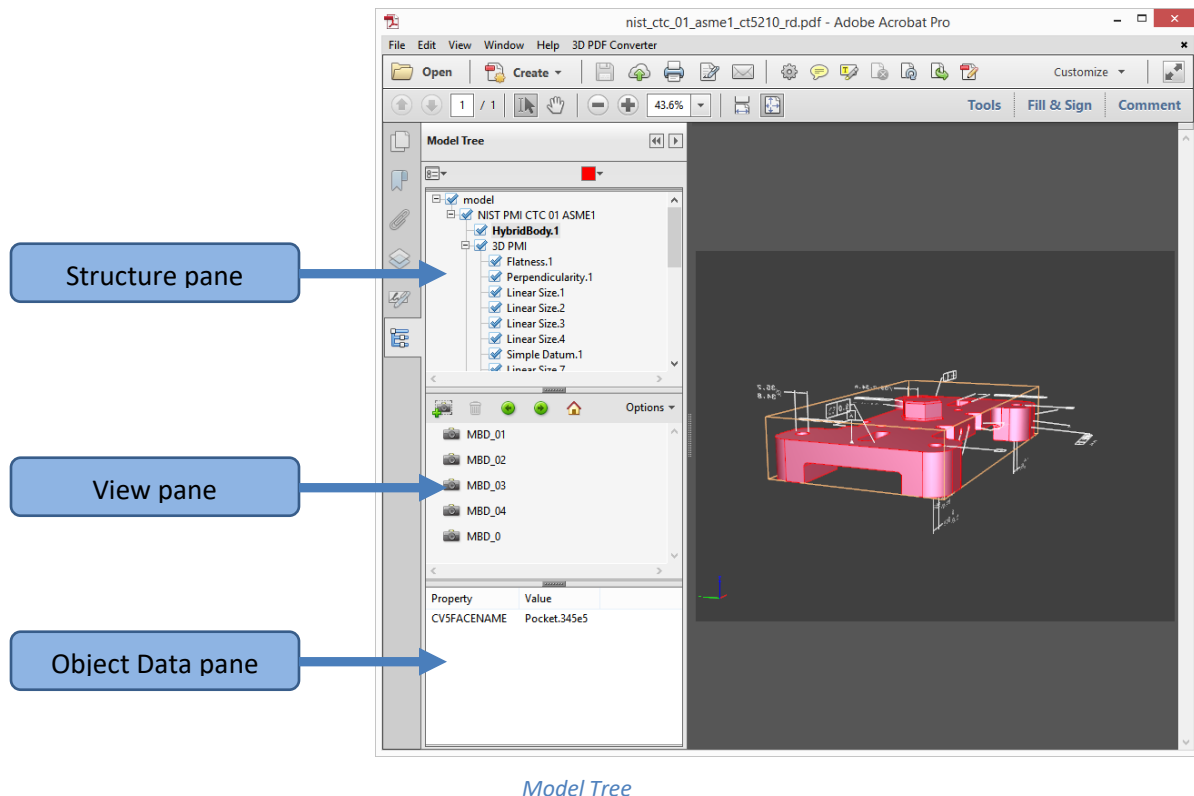 nist_ctc_01_asme1_ct5210_rd.pdf - Adobe Acrobat Pro
File Edit View Window Help 3D PDF Converter
Open Create Customize
1 / 1 43.6% Tools Fill & Sign Comment
Model Tree
model
NIST PMI CTC 01 ASME1
HybridBody.1
3D PMI
Flatness.1
Perpendicularity.1
Structure pane
Linear Size.1
Linear Size.2
Linear Size.3
Linear Size.4
Simple Datum.1
Linear Size.7
Options
MBD_01
MBD_02
View pane
MBD_03
MBD_04
MBD_0
Property Value
CV5FACENAME Pocket.345e5
Object Data pane
Model Tree